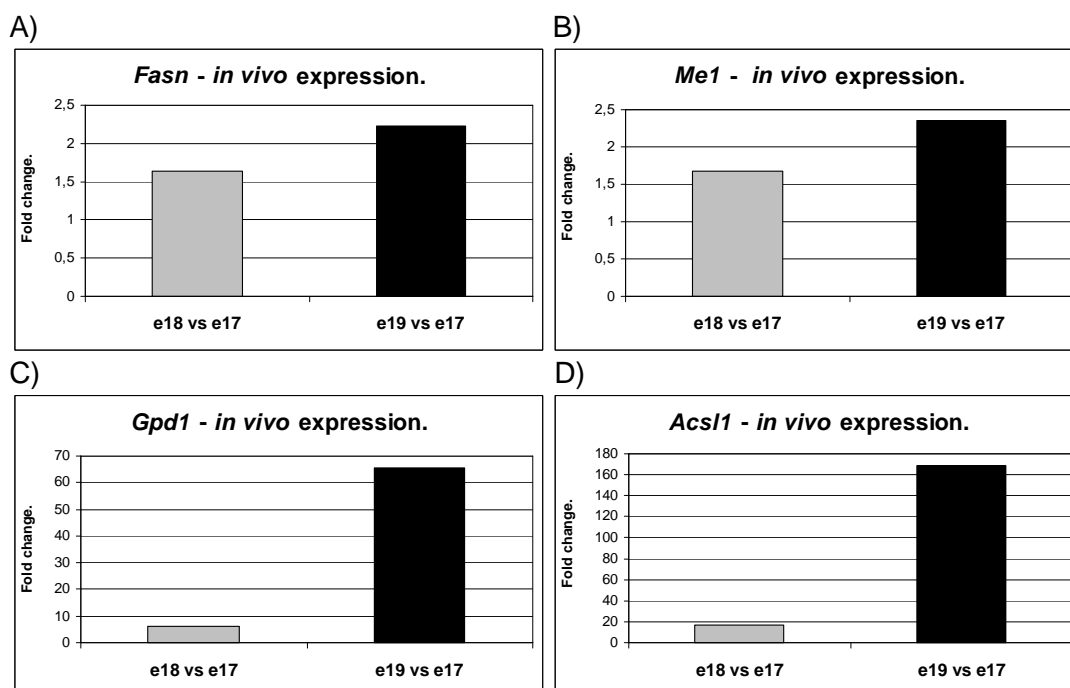 A)
Fasn - in vivo expression.
2,5
2
1,5
1
0,5
0
Fold change.
e18 vs e17
e19 vs e17
B)
Me1 - in vivo expression.
2.5
2
1,5
1
0,5
0
Fold change.
e18 vs e17
e19 vs e17
C)
Gpd1 - in vivo expression.
70
60
50
40
30
20
10
0
Fold change.
e18 vs e17
e19 vs e17
D)
Acsl1 - in vivo expression.
180
160
140
120
100
80
60
40
20
0
Fold change.
e18 vs e17
e19 vs e17